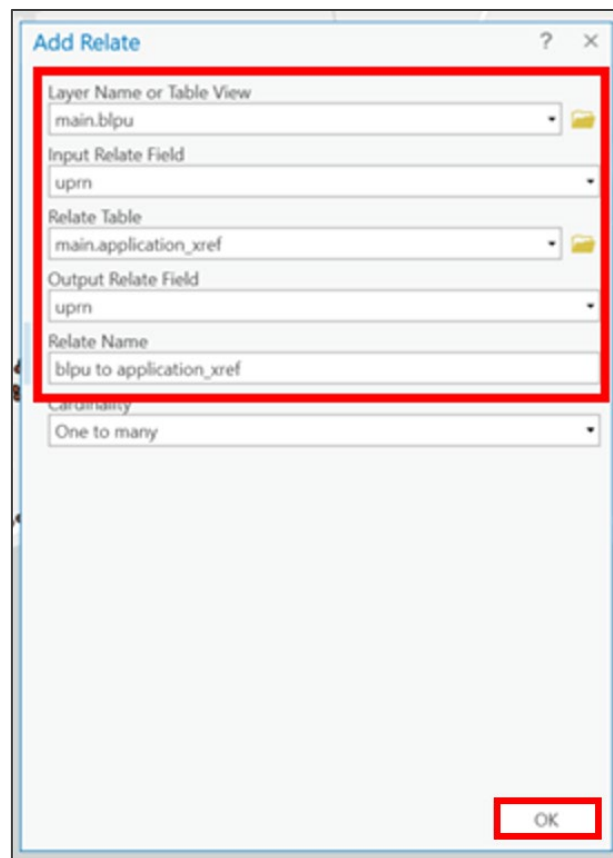 Add Relate ? ×
Layer Name or Table View
main.blpu
Input Relate Field
uprn
Relate Table
main.application_xref
Output Relate Field
uprn
Relate Name
blpu to application_xref
Cardinality
One to many
OK